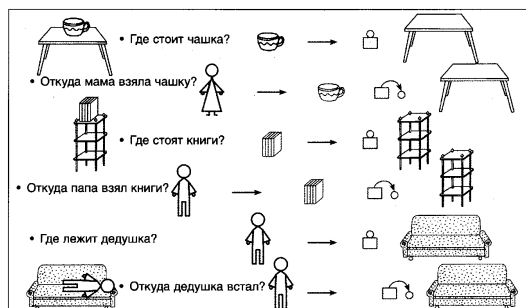 • Где стоит чашка?
• Откуда мама взяла чашку?
• Где стоят книги?
• Откуда папа взял книги?
• Где лежит дедушка?
• Откуда дедушка встал?